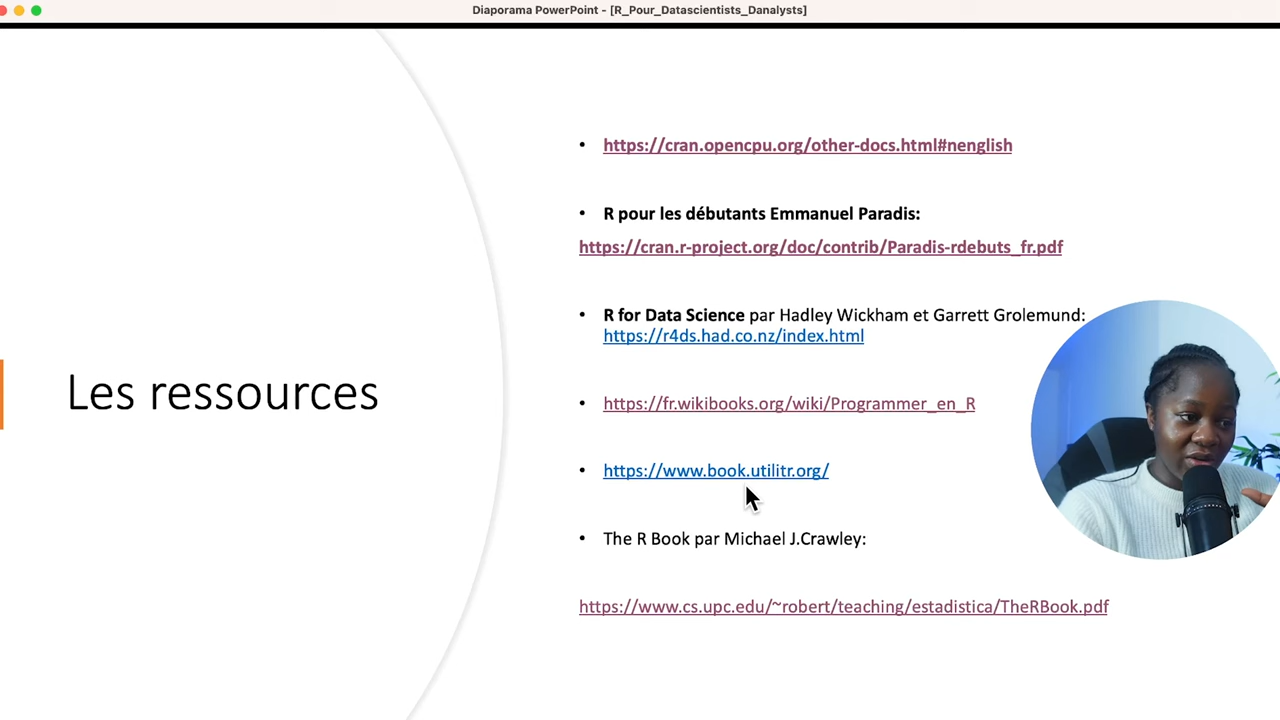 Diaporama PowerPoint - [R_Pour_Datascientists_Danalysts]
Les ressources
• https://cran.opencpu.org/other-docs.html#nenglish
• R pour les débutants Emmanuel Paradis:
https://cran.r-project.org/doc/contrib/Paradis-rdebuts_fr.pdf
• R for Data Science par Hadley Wickham et Garrett Grolemund:
https://r4ds.had.co.nz/index.html
• https://fr.wikibooks.org/wiki/Programmer_en_R
• https://www.book.utilitr.org/
• The R Book par Michael J.Crawley:
https://www.cs.upc.edu/~robert/teaching/estadistica/TheRBook.pdf